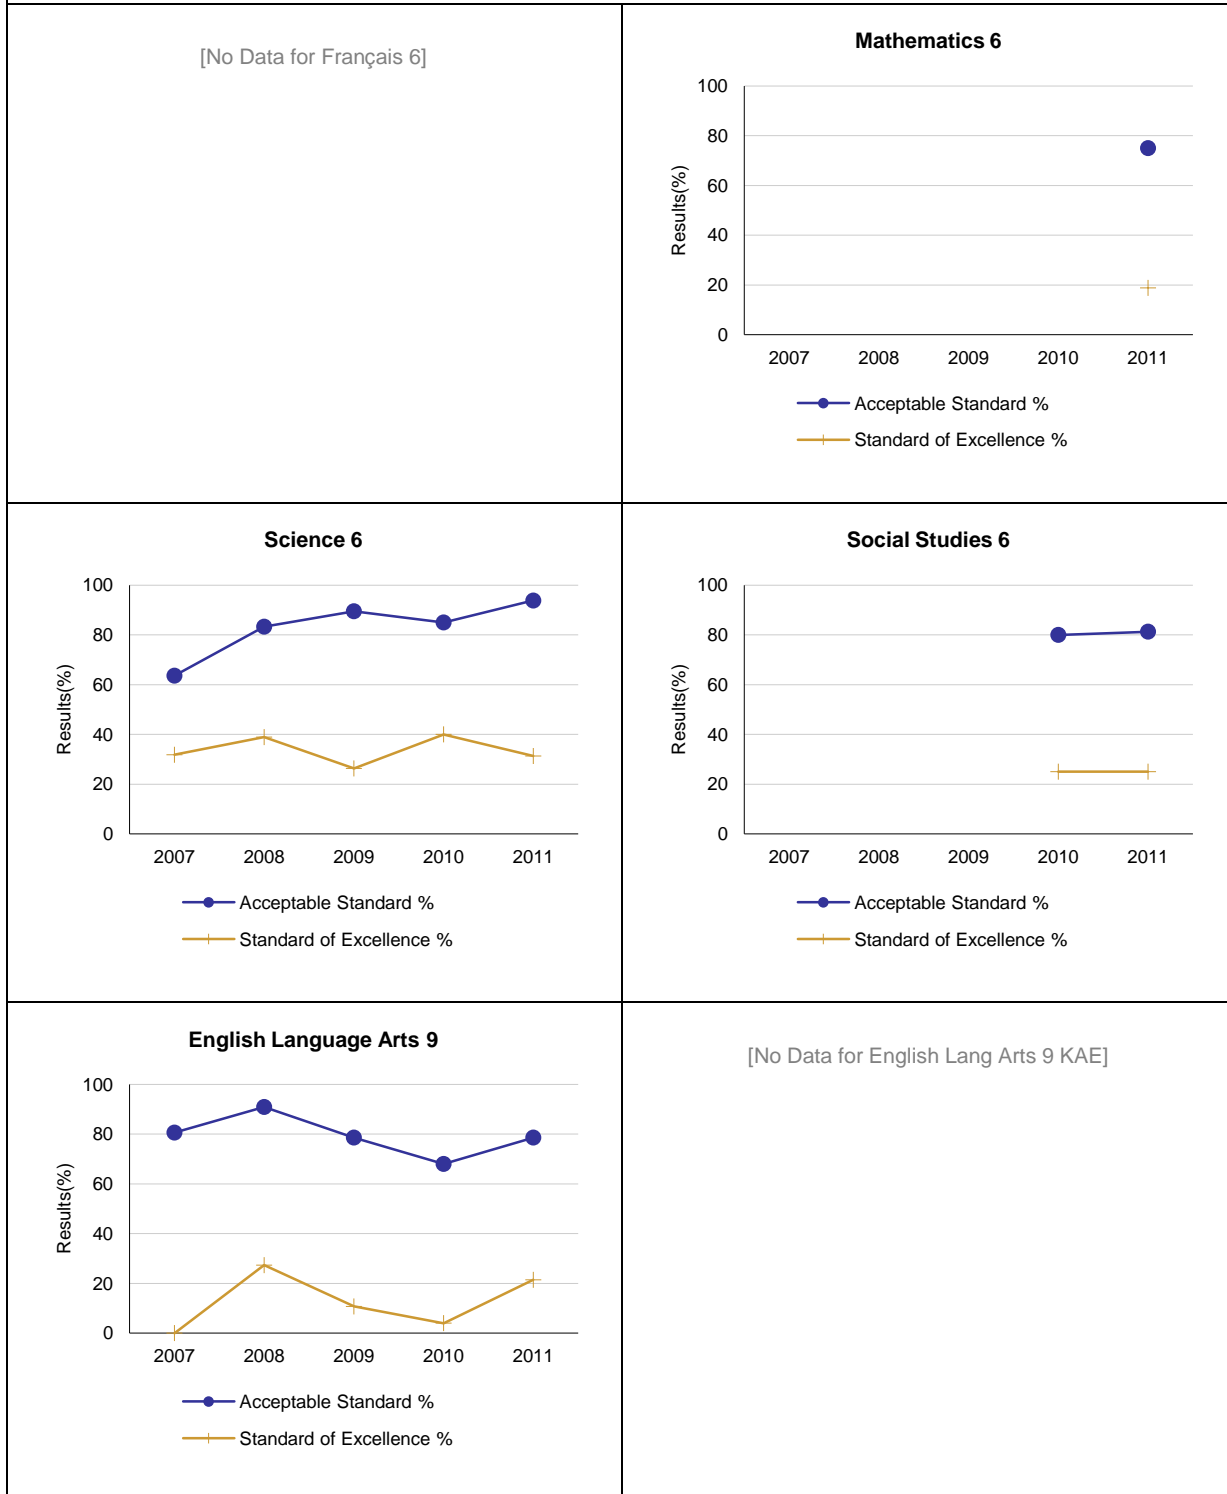 [No Data for Français 6]
Mathematics 6
100
80
60
40
20
0
Results(%)
2007 2008 2009 2010 2011
Acceptable Standard %
Standard of Excellence %
Science 6
100
80
60
40
20
0
Results(%)
2007 2008 2009 2010 2011
Acceptable Standard %
Standard of Excellence %
Social Studies 6
100
80
60
40
20
0
Results(%)
2007 2008 2009 2010 2011
Acceptable Standard %
Standard of Excellence %
English Language Arts 9
100
80
60
40
20
0
Results(%)
2007 2008 2009 2010 2011
Acceptable Standard %
Standard of Excellence %
[No Data for English Lang Arts 9 KAE]